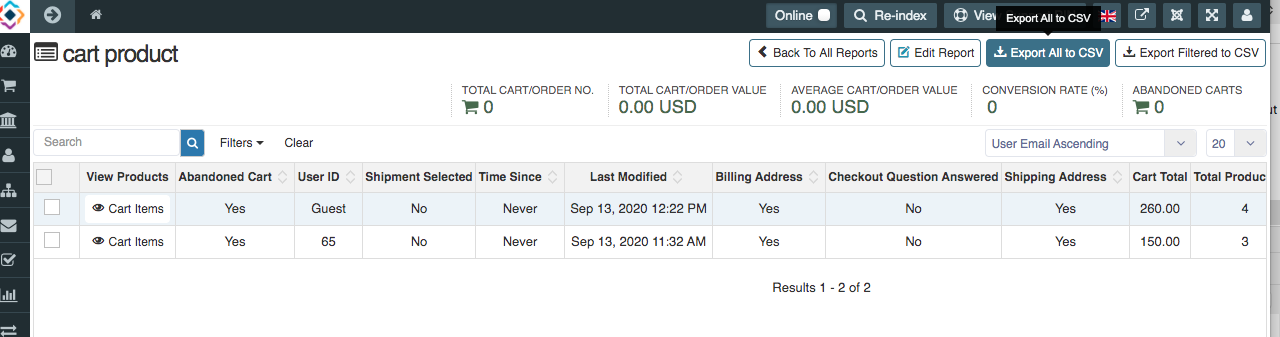 Online
Re-index
View
Export All to CSV
cart product
Back To All Reports
Edit Report
Export All to CSV
Export Filtered to CSV
TOTAL CART/ORDER NO.
0
TOTAL CART/ORDER VALUE
0.00 USD
AVERAGE CART/ORDER VALUE
0.00 USD
CONVERSION RATE (%)
0
ABANDONED CARTS
0
Search
Filters
Clear
User Email Ascending
20
View Products Abandoned Cart User ID Shipment Selected Time Since Last Modified Billing Address Checkout Question Answered Shipping Address Cart Total Total Produc
Cart Items Yes Guest No Never Sep 13, 2020 12:22 PM Yes No Yes 260.00 4
Cart Items Yes 65 No Never Sep 13, 2020 11:32 AM Yes No Yes 150.00 3
Results 1 - 2 of 2